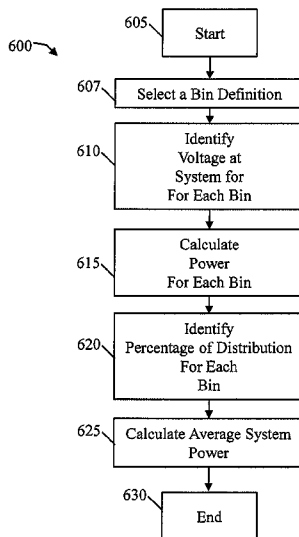 605
Start
600
607
Select a Bin Definition
610
Identify
Voltage at
System for
For Each Bin
615
Calculate
Power
For Each Bin
620
Identify
Percentage of Distribution
For Each
Bin
625
Calculate Average System
Power
630
End